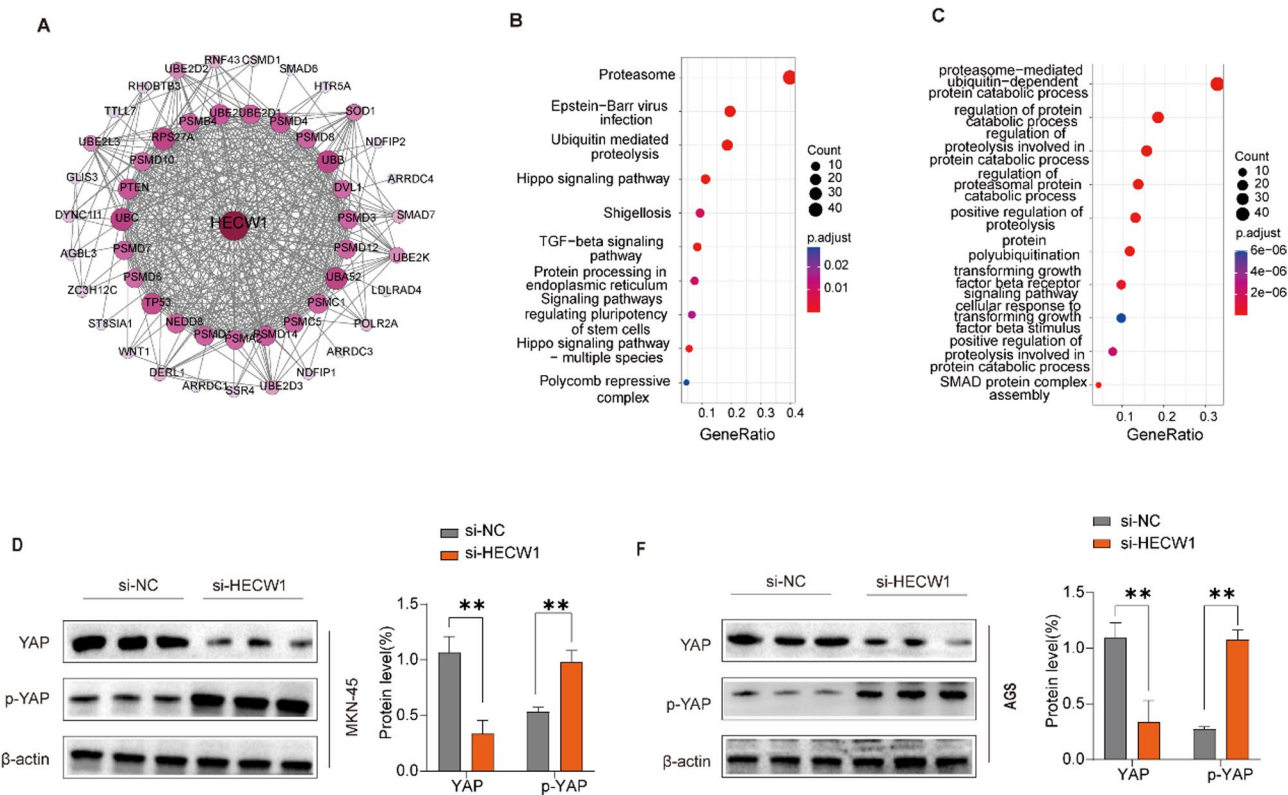 A
RNF43
CSMD1
UBE2D2
SMAD6
RHOBTB3
HTR5A
TTLL7
UBE2D1
PSMB4
PSMD4
SOD1
UBE2L3
RPS27A
PSMD8
NDFIP2
PSMD10
UBB
GLIS3
PTEN
DVL1
ARRDC4
DYNC1I1
UBC
HECW1
PSMD3
SMAD7
AGBL3
PSMD7
PSMD12
UBE2K
ZC3H12C
PSMD6
UBA52
LDLRAD4
TP53
PSMC1
ST8SIA1
NEDD8
PSMC5
POLR2A
PSMD14
WNT1
ARRDC3
DERL1
NDFIP1
ARRDC1
SSR4
UBE2D3
B
Proteasome
Epstein−Barr virus
infection
Ubiquitin mediated
proteolysis
Hippo signaling pathway
Shigellosis
TGF−beta signaling
pathway
Protein processing in
endoplasmic reticulum
Signaling pathways
regulating pluripotency
of stem cells
Hippo signaling pathway
− multiple species
Polycomb repressive
complex
0.1 0.2 0.3 0.4
GeneRatio
Count
10
20
30
40
p.adjust
0.02
0.01
C
proteasome−mediated
ubiquitin−dependent
protein catabolic process
regulation of protein
catabolic process
regulation of
proteolysis involved in
protein catabolic process
regulation of
proteasomal protein
catabolic process
positive regulation of
proteolysis
protein
polyubiquitination
transforming growth
factor beta receptor
signaling pathway
cellular response to
transforming growth
factor beta stimulus
positive regulation of
proteolysis involved in
protein catabolic process
SMAD protein complex
assembly
0.1 0.2 0.3
GeneRatio
Count
10
20
30
40
p.adjust
6e−06
4e−06
2e−06
D
si-NC si-HECW1
YAP
p-YAP
β-actin
MKN-45
si-NC
si-HECW1
Protein level(%)
1.5
1.0
0.5
0.0
** **
YAP p-YAP
F
si-NC si-HECW1
YAP
p-YAP
β-actin
AGS
si-NC
si-HECW1
Protein level(%)
1.5
1.0
0.5
0.0
** **
YAP p-YAP